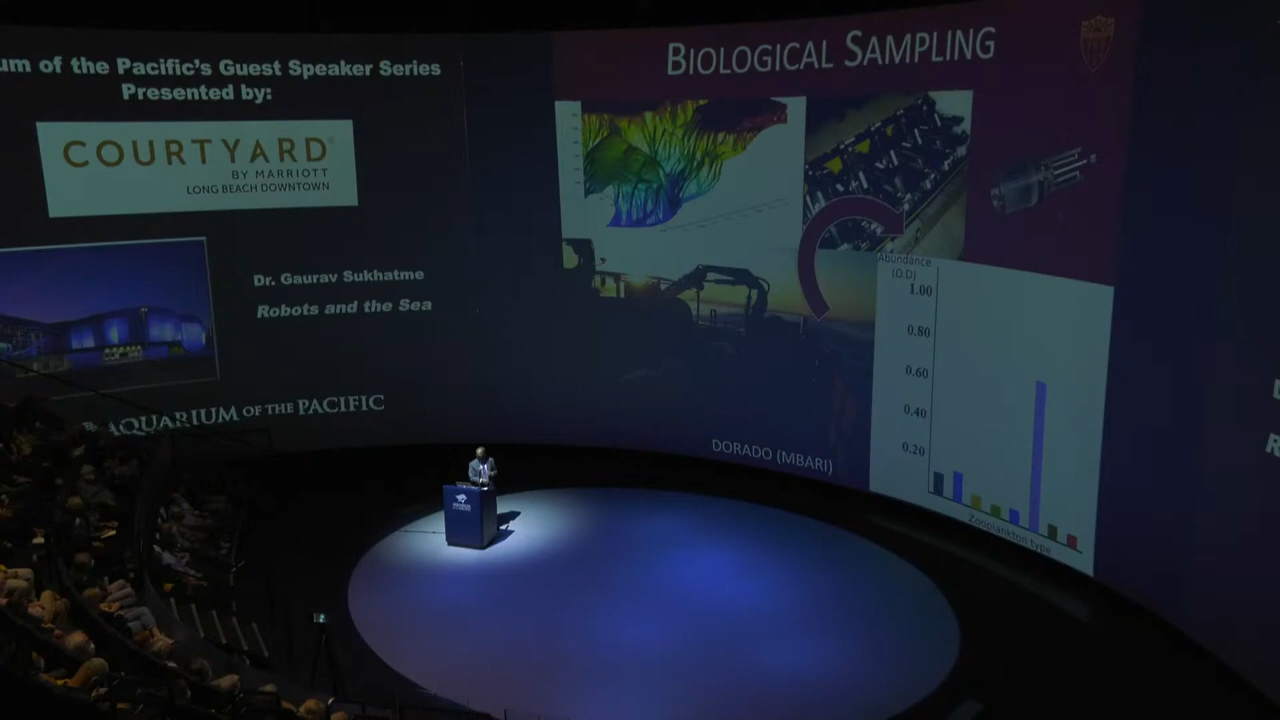 um of the Pacific's Guest Speaker Series
Presented by:
COURTYARD
BY MARRIOTT
LONG BEACH DOWNTOWN
Dr. Gaurav Sukhatme
Robots and the Sea
AQUARIUM OF THE PACIFIC
BIOLOGICAL SAMPLING
DORADO (MBARI)
Abundance
(O.D)
1.00
0.80
0.60
0.40
0.20
Zooplankton type